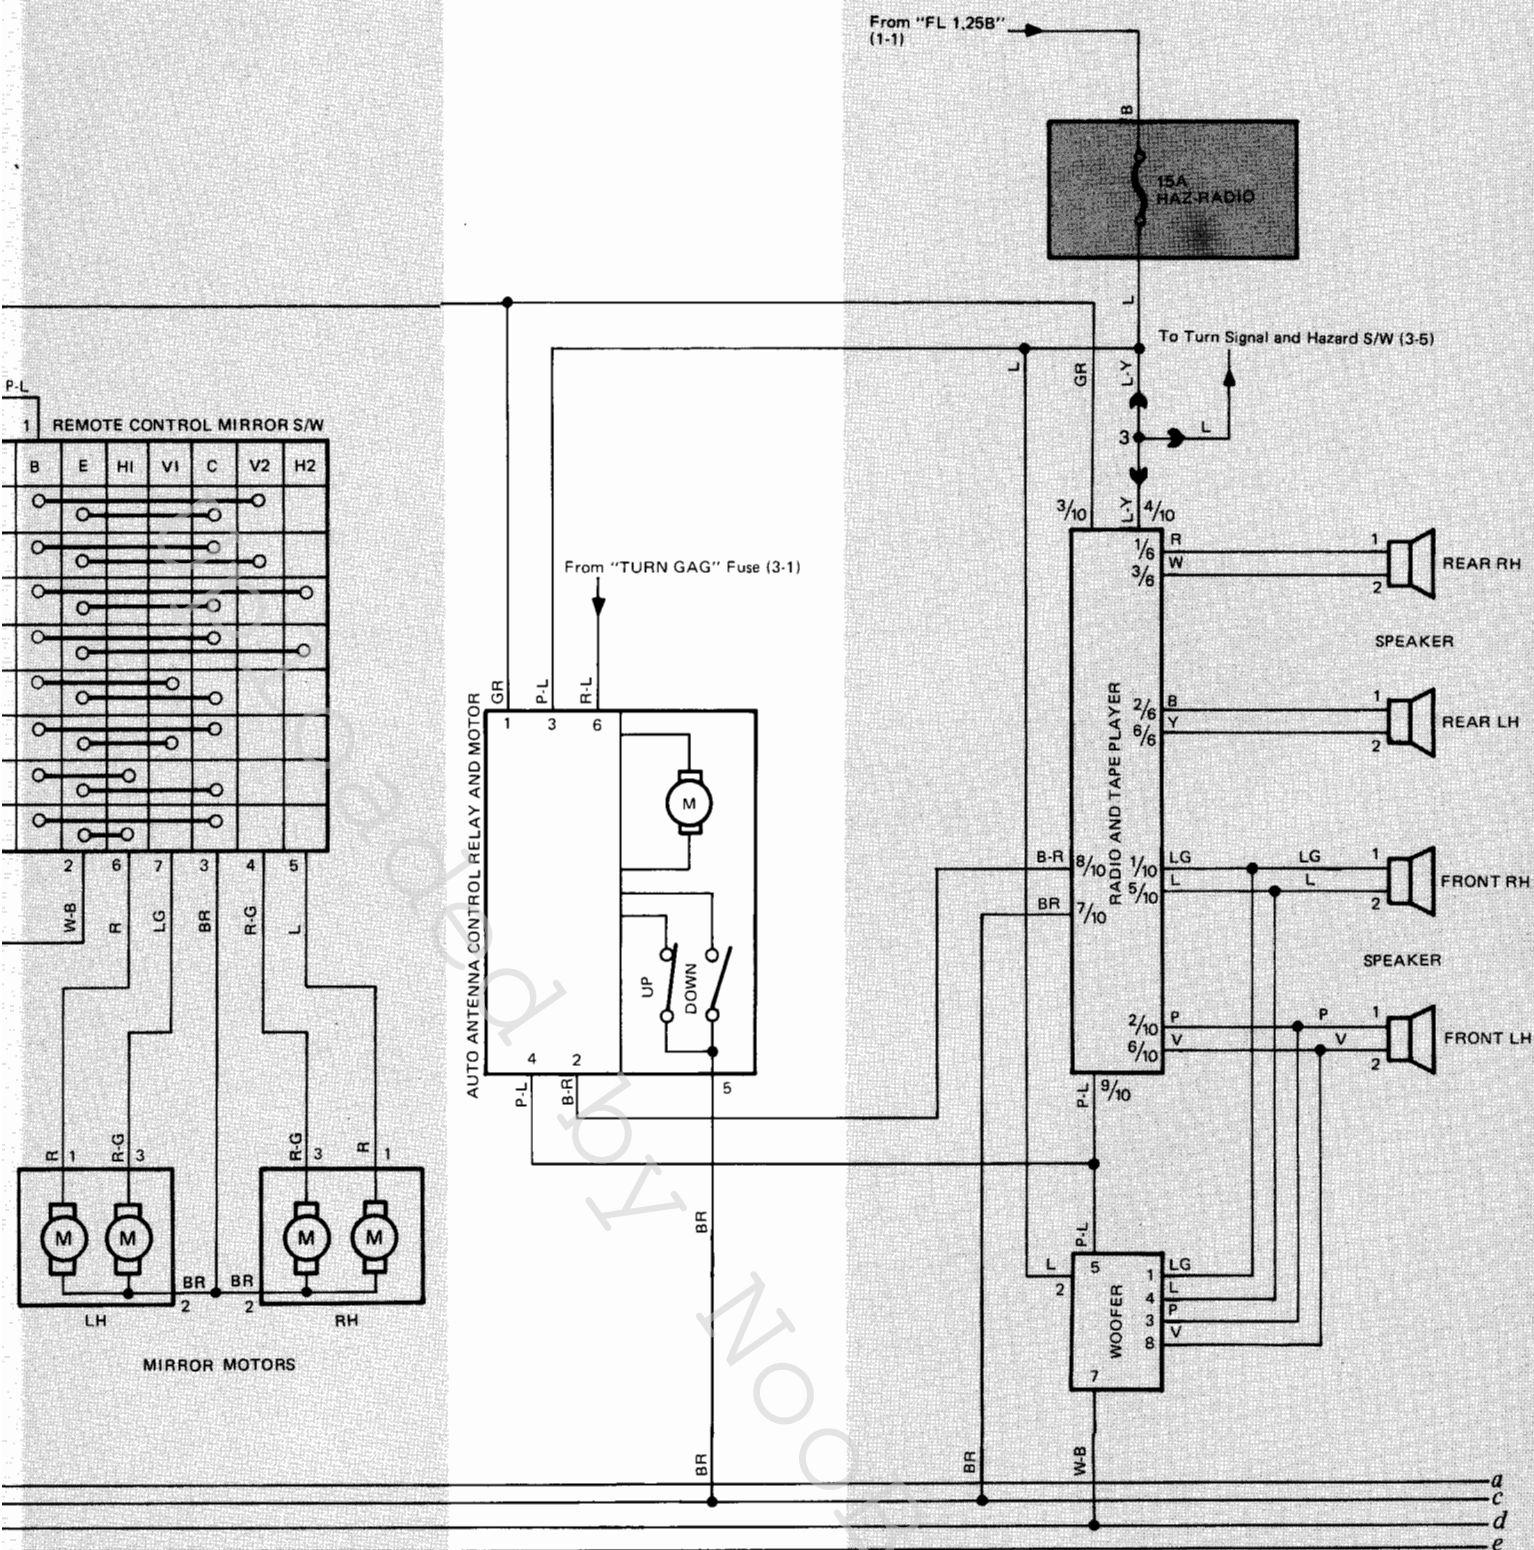 From "FL 1.25B"
(1-1)
B
15A
HAZ-RADIO
L
To Turn Signal and Hazard S/W (3-5)
L
GR
L-Y
P-L
1
REMOTE CONTROL MIRROR S/W
3
L
B E H1 V1 C V2 H2
3/10
L-Y
4/10
1/6 R 1
3/6 W 2
REAR RH
From "TURN GAG" Fuse (3-1)
SPEAKER
GR P-L R-L
1 3 6
2/6 B 1
6/6 Y 2
REAR LH
AUTO ANTENNA CONTROL RELAY AND MOTOR
M
RADIO AND TAPE PLAYER
2 6 7 3 4 5
W-B R LG BR R-G L
B-R 8/10
BR 7/10
1/10 LG LG 1
5/10 L L 2
FRONT RH
SPEAKER
UP DOWN
4 2 5
P-L B-R
2/10 P P 1
6/10 V V 2
FRONT LH
P-L 9/10
R 1 R-G 3 R-G 3 R 1
M M M M
BR BR
2 2
LH RH
MIRROR MOTORS
BR
P-L
L
2
5
WOOFER
1 LG
4 L
3 P
8 V
7
BR BR W-B
a
c
d
e
Downloaded by Noor